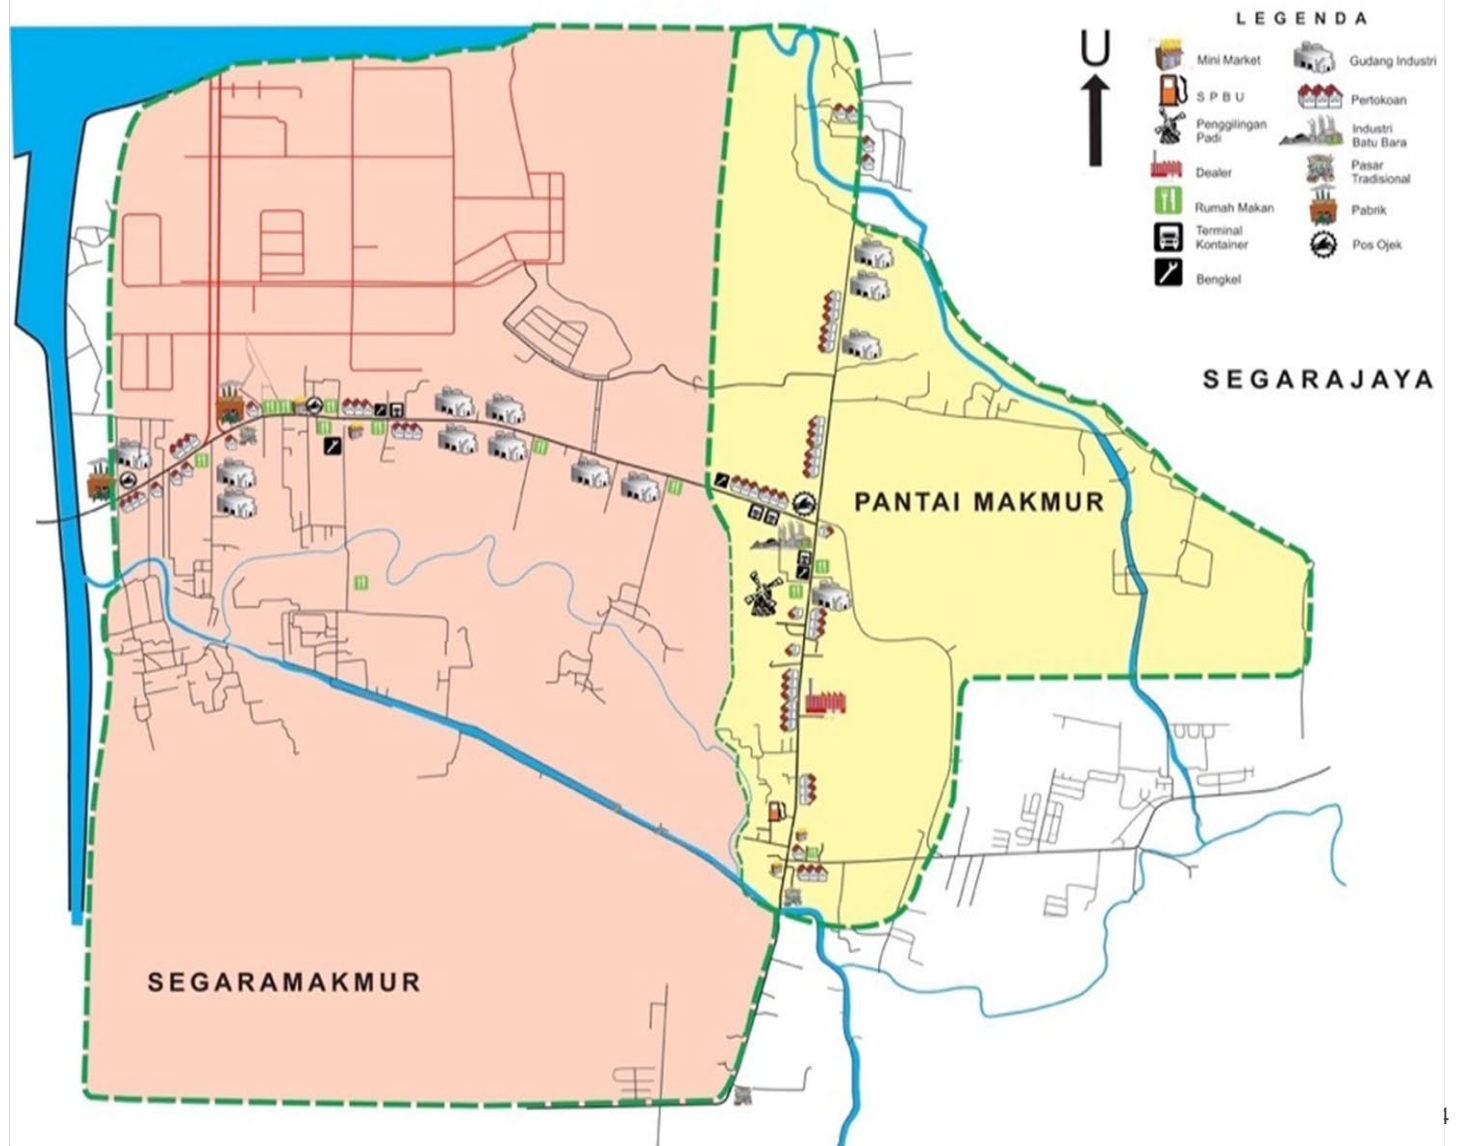 LEGENDA
U
Mini Market
Gudang Industri
SPBU
Pertokoan
Penggilingan
Padi
Industri
Batu Bara
Dealer
Pasar
Tradisional
Rumah Makan
Pabrik
Terminal
Kontainer
Pos Ojek
Bengkel
SEGARAJAYA
PANTAI MAKMUR
SEGARAMAKMUR
4